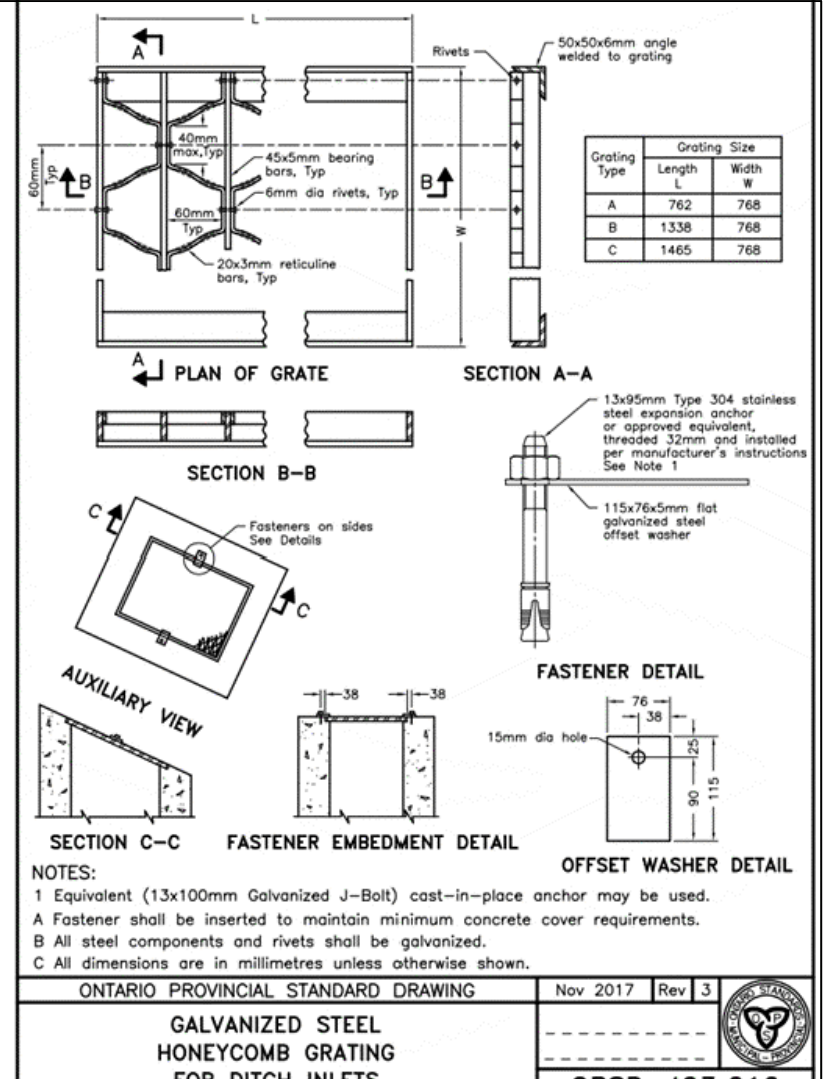 L
A
Rivets
50x50x6mm angle
welded to grating
40mm
max,Typ
60mm
Typ
B
45x5mm bearing
bars, Typ
6mm dia rivets, Typ
B
60mm
Typ
20x3mm reticuline
bars, Typ
W
Grating
Type
Grating Size
Length
L
Width
W
A 762 768
B 1338 768
C 1465 768
A
PLAN OF GRATE
SECTION A-A
SECTION B-B
13x95mm Type 304 stainless
steel expansion anchor
or approved equivalent,
threaded 32mm and installed
per manufacturer's instructions
See Note 1
115x76x5mm flat
galvanized steel
offset washer
C
Fasteners on sides
See Details
C
AUXILIARY VIEW
FASTENER DETAIL
38
38
76
38
15mm dia hole
25
90
115
SECTION C-C
FASTENER EMBEDMENT DETAIL
OFFSET WASHER DETAIL
NOTES:
1 Equivalent (13x100mm Galvanized J-Bolt) cast-in-place anchor may be used.
A Fastener shall be inserted to maintain minimum concrete cover requirements.
B All steel components and rivets shall be galvanized.
C All dimensions are in millimetres unless otherwise shown.
ONTARIO PROVINCIAL STANDARD DRAWING
Nov 2017 Rev 3
GALVANIZED STEEL
HONEYCOMB GRATING
FOR DITCH INLETS
ONTARIO STANDARDS
MUNICIPAL - PROVINCIAL
O P S